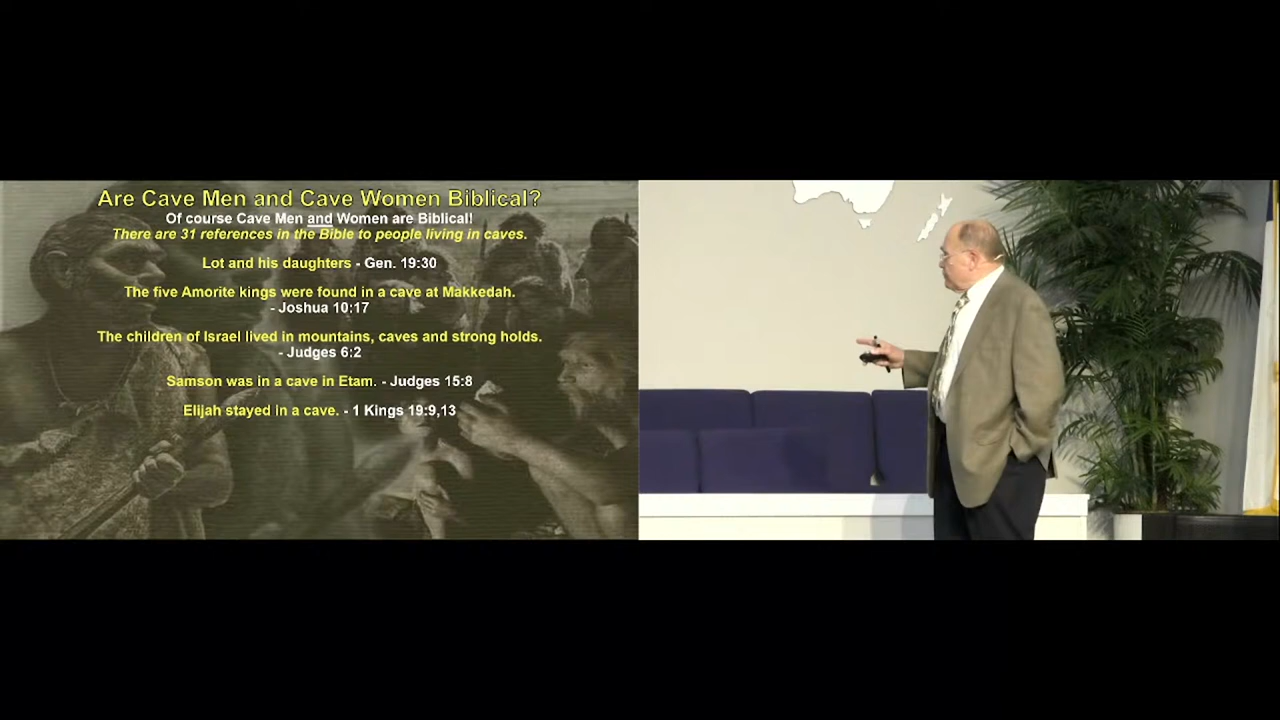 Are Cave Men and Cave Women Biblical?
Of course Cave Men and Women are Biblical!
There are 31 references in the Bible to people living in caves.
Lot and his daughters - Gen. 19:30
The five Amorite kings were found in a cave at Makkedah.
- Joshua 10:17
The children of Israel lived in mountains, caves and strong holds.
- Judges 6:2
Samson was in a cave in Etam. - Judges 15:8
Elijah stayed in a cave. - 1 Kings 19:9,13